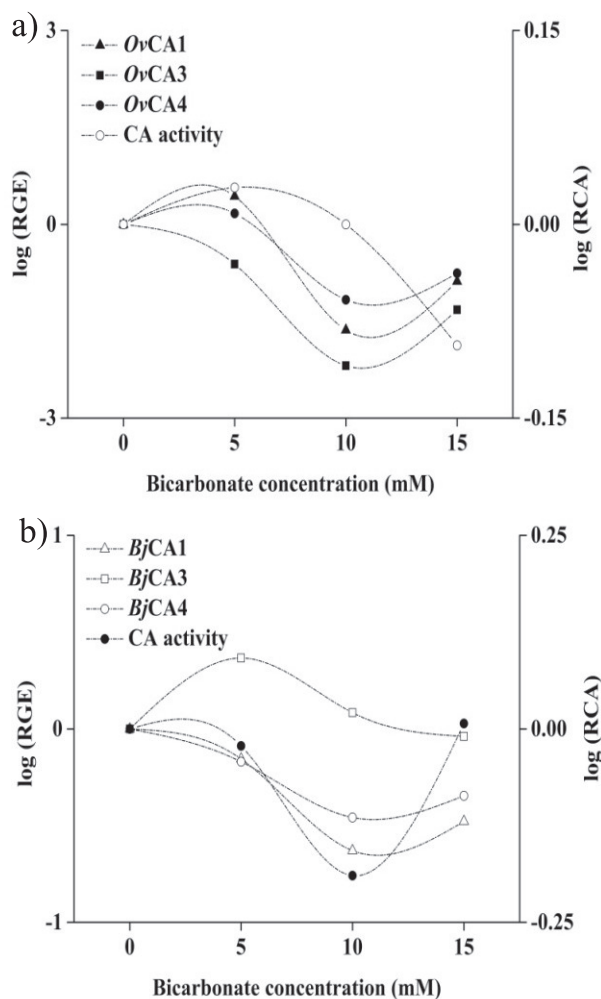 a)
3
0.15
OvCA1
OvCA3
OvCA4
CA activity
log (RGE)
0
0.00
log (RCA)
-3
-0.15
0 5 10 15
Bicarbonate concentration (mM)
b)
1
0.25
BjCA1
BjCA3
BjCA4
CA activity
log (RGE)
0
0.00
log (RCA)
-1
-0.25
0 5 10 15
Bicarbonate concentration (mM)